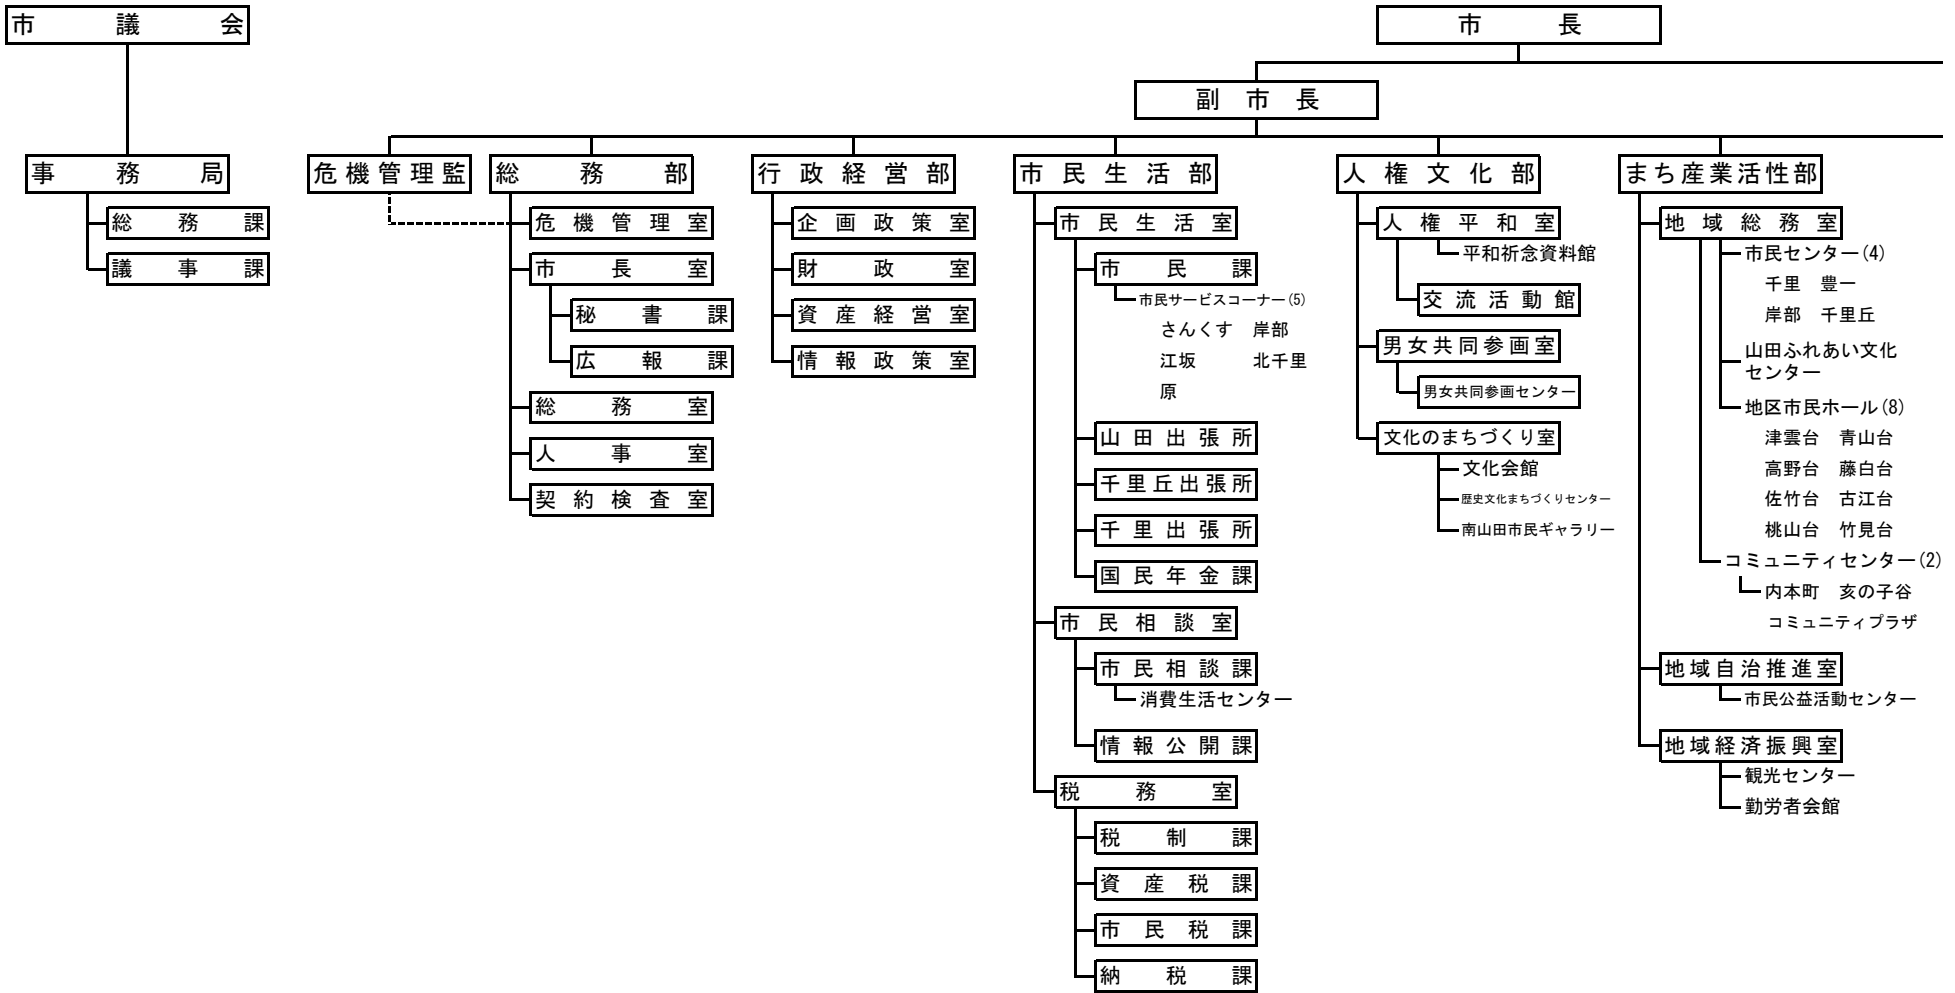 市議会
事務局
総務課
議事課
市長
副市長
危機管理監
総務部
危機管理室
市長室
秘書課
広報課
総務室
人事室
契約検査室
行政経営部
企画政策室
財政室
資産経営室
情報政策室
市民生活部
市民生活室
市民課
市民サービスコーナー(5)
さんくす 岸部
江坂 北千里
原
山田出張所
千里丘出張所
千里出張所
国民年金課
市民相談室
市民相談課
消費生活センター
情報公開課
税務室
税制課
資産税課
市民税課
納税課
人権文化部
人権平和室
平和祈念資料館
交流活動館
男女共同参画室
男女共同参画センター
文化のまちづくり室
文化会館
歴史文化まちづくりセンター
南山田市民ギャラリー
まち産業活性部
地域総務室
市民センター(4)
千里 豊一
岸部 千里丘
山田ふれあい文化
センター
地区市民ホール(8)
津雲台 青山台
高野台 藤白台
佐竹台 古江台
桃山台 竹見台
コミュニティセンター(2)
内本町 亥の子谷
コミュニティプラザ
地域自治推進室
市民公益活動センター
地域経済振興室
観光センター
勤労者会館